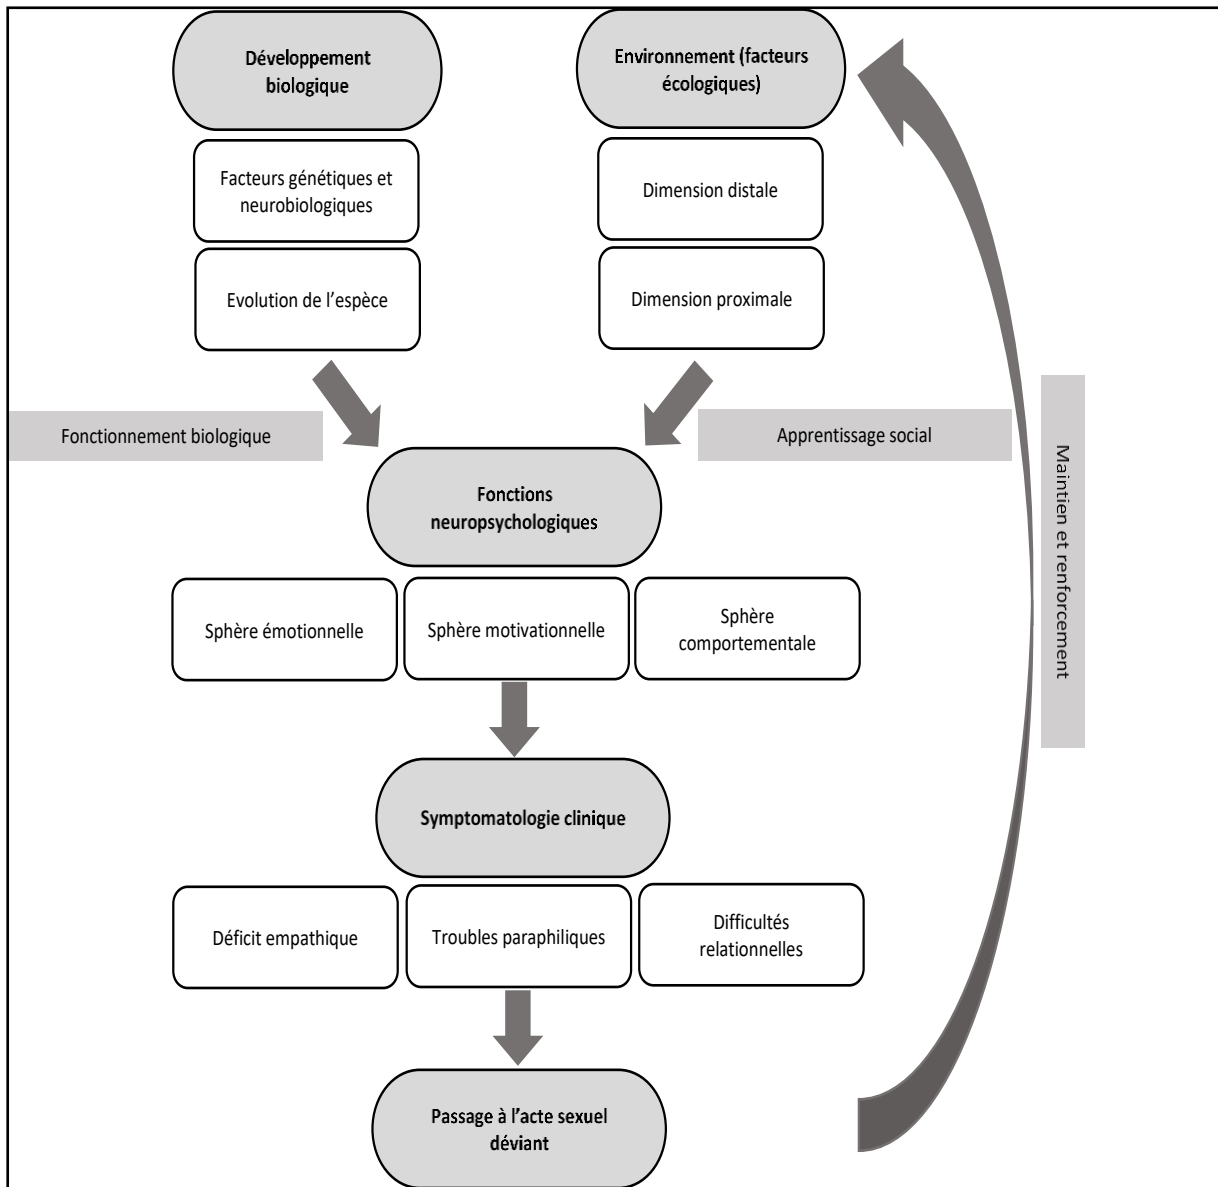 Développement
biologique
Environnement (facteurs
écologiques)
Facteurs génétiques et
neurobiologiques
Dimension distale
Evolution de l’espèce
Dimension proximale
Fonctionnement biologique
Apprentissage social
Maintien et renforcement
Fonctions
neuropsychologiques
Sphère émotionnelle
Sphère motivationnelle
Sphère
comportementale
Symptomatologie clinique
Déficit empathique
Troubles paraphiliques
Difficultés
relationnelles
Passage à l’acte sexuel
déviant